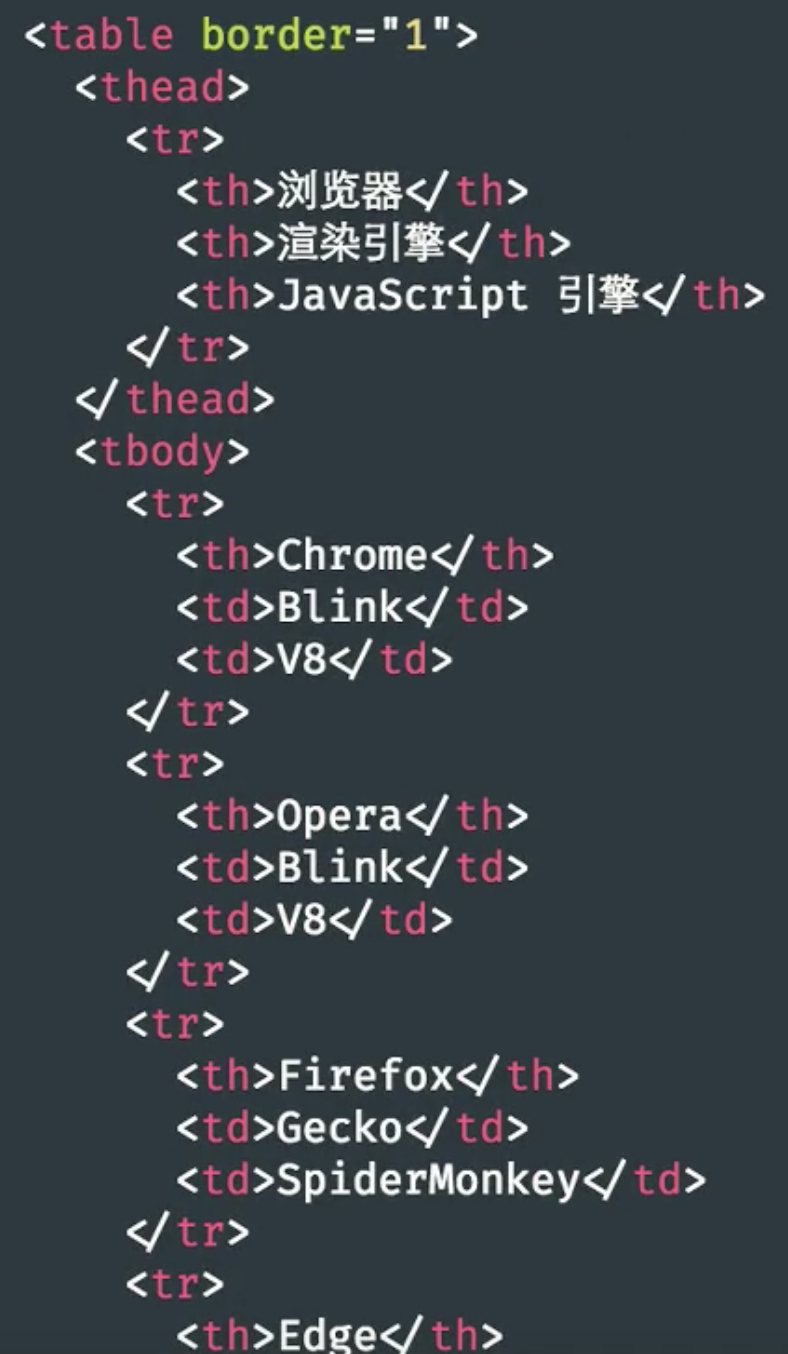 <table border="1">
<thead>
<tr>
<th>浏览器</th>
<th>渲染引擎</th>
<th>JavaScript 引擎</th>
</tr>
</thead>
<tbody>
<tr>
<th>Chrome</th>
<td>Blink</td>
<td>V8</td>
</tr>
<tr>
<th>Opera</th>
<td>Blink</td>
<td>V8</td>
</tr>
<tr>
<th>Firefox</th>
<td>Gecko</td>
<td>SpiderMonkey</td>
</tr>
<tr>
<th>Edge</th>